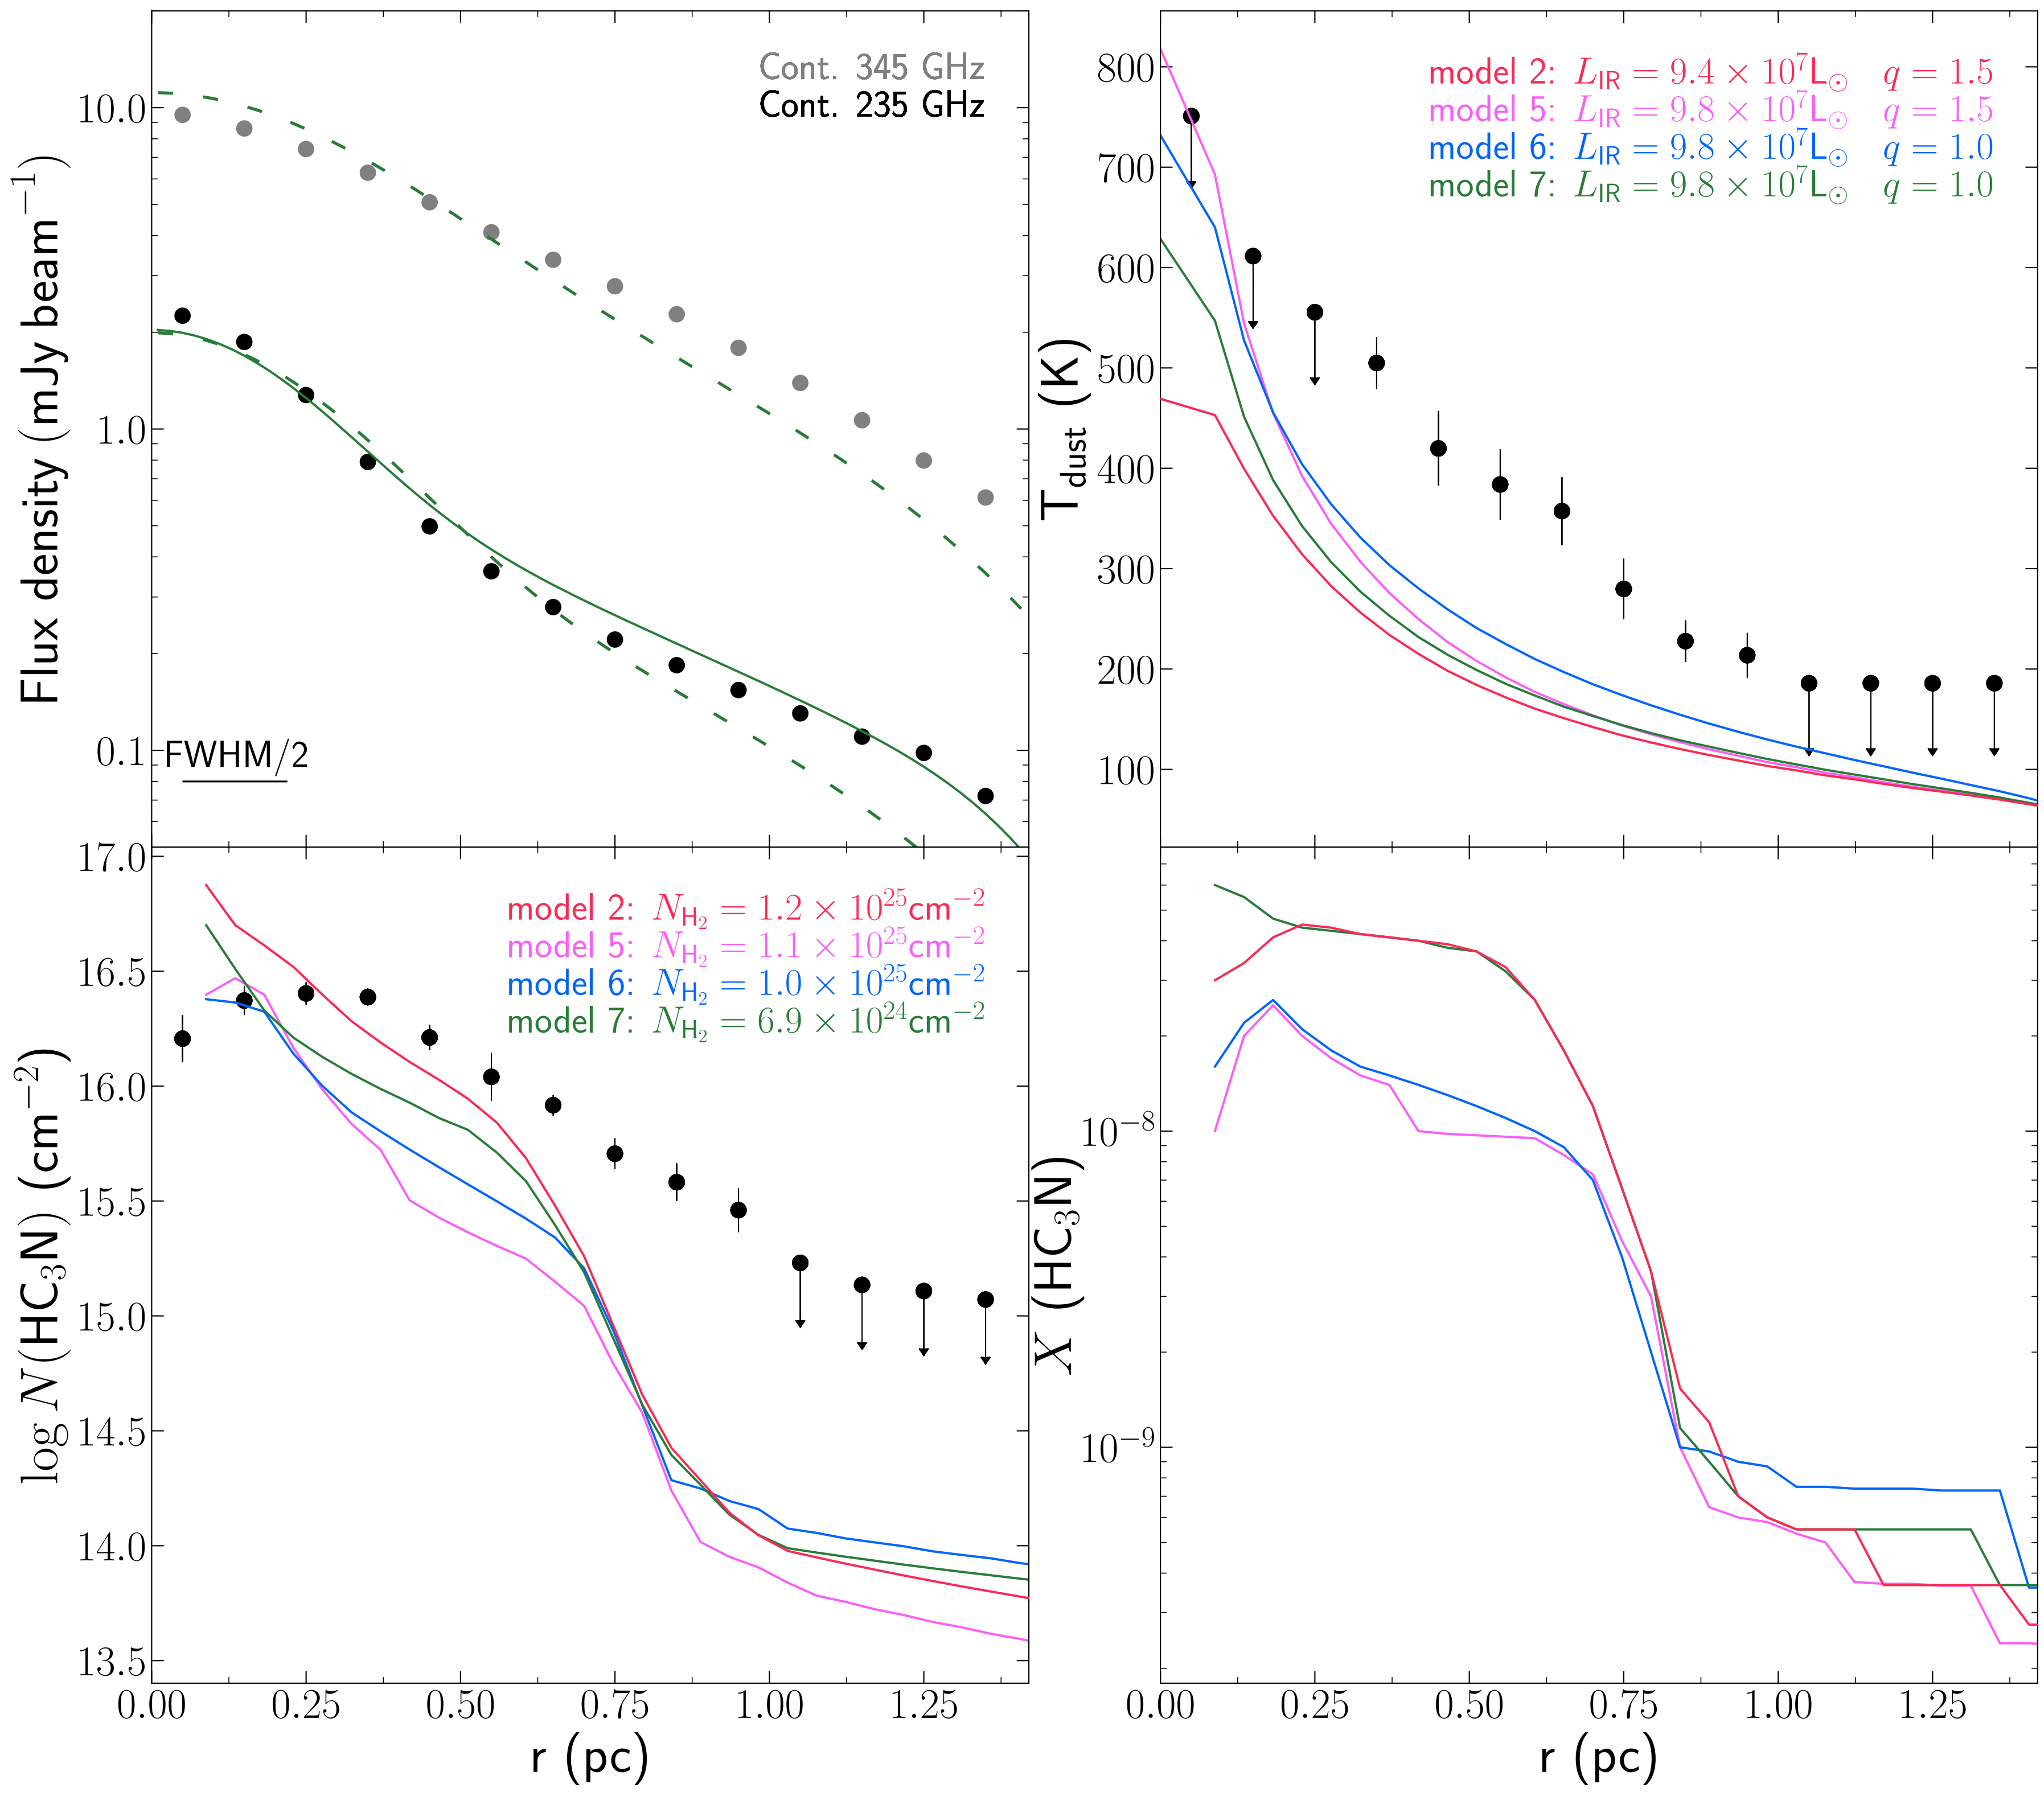 Cont. 345 GHz
Cont. 235 GHz
10.0
1.0
0.1
Flux density (mJy beam⁻¹)
FWHM/2
model 2: L_IR = 9.4 × 10⁷L☉ q = 1.5
model 5: L_IR = 9.8 × 10⁷L☉ q = 1.5
model 6: L_IR = 9.8 × 10⁷L☉ q = 1.0
model 7: L_IR = 9.8 × 10⁷L☉ q = 1.0
800
700
600
500
400
300
200
100
T_dust (K)
model 2: N_H₂ = 1.2 × 10²⁵cm⁻²
model 5: N_H₂ = 1.1 × 10²⁵cm⁻²
model 6: N_H₂ = 1.0 × 10²⁵cm⁻²
model 7: N_H₂ = 6.9 × 10²⁴cm⁻²
17.0
16.5
16.0
15.5
15.0
14.5
14.0
13.5
log N(HC₃N) (cm⁻²)
0.00 0.25 0.50 0.75 1.00 1.25
r (pc)
10⁻⁸
10⁻⁹
X (HC₃N)
0.00 0.25 0.50 0.75 1.00 1.25
r (pc)